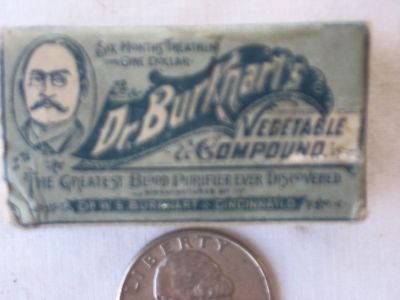 Six Months Treatment
for One Dollar.
Dr. Burkhart's
Vegetable
Compound.
The Greatest Blood Purifier Ever Discovered
Dr. W. S. Burkhart Cincinnati, O.
LIBERTY